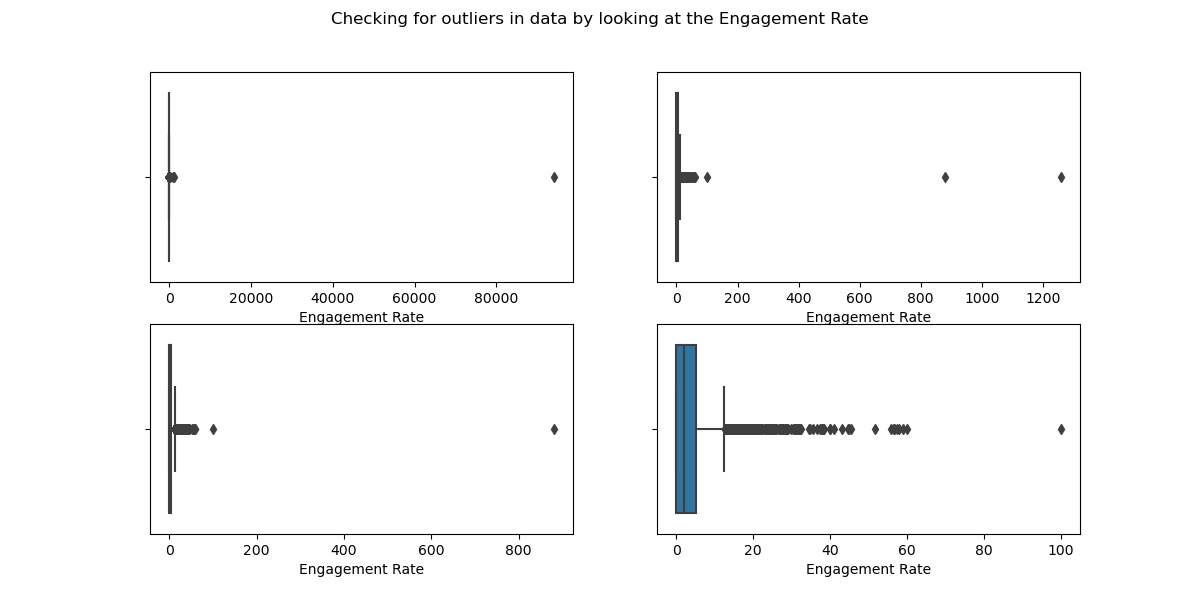 Checking for outliers in data by looking at the Engagement Rate
0 20000 40000 60000 80000
Engagement Rate
0 200 400 600 800 1000 1200
Engagement Rate
0 200 400 600 800
Engagement Rate
0 20 40 60 80 100
Engagement Rate